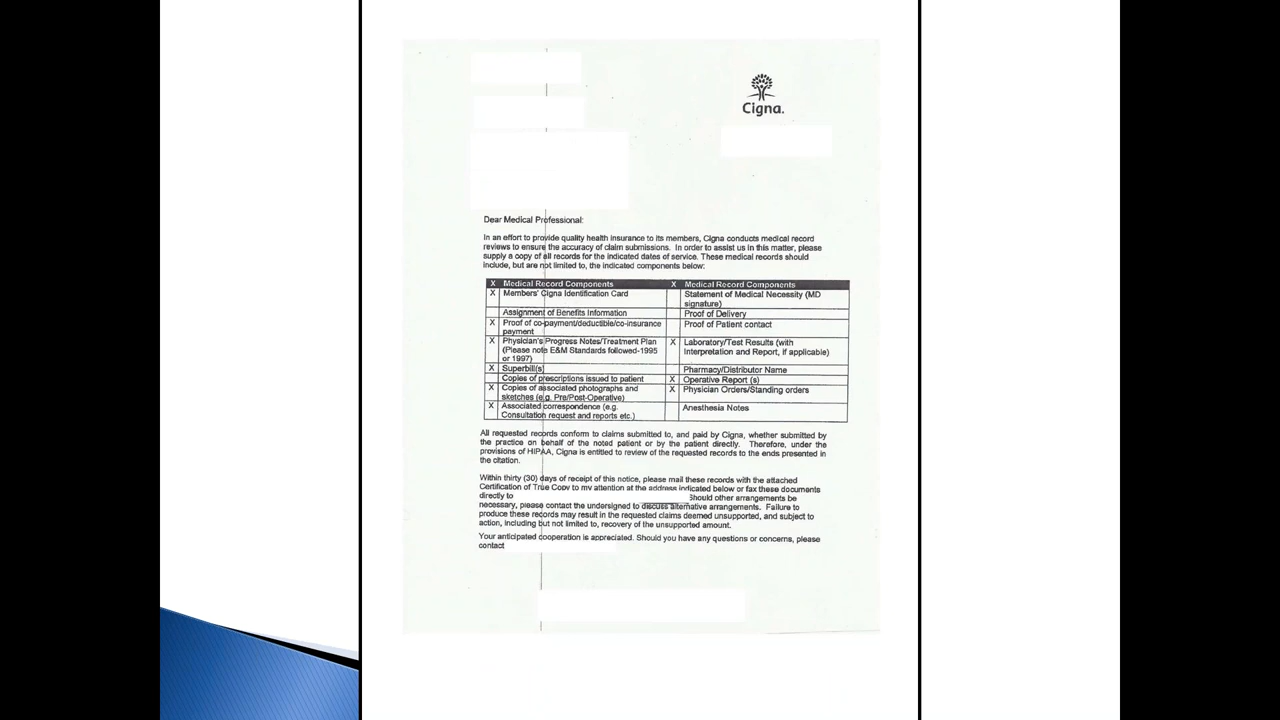 Cigna.
Dear Medical Professional:
In an effort to provide quality health insurance to its members, Cigna conducts medical record
reviews to ensure the accuracy of claim submissions. In order to assist us in this matter, please
supply a copy of all records for the indicated dates of service. These medical records should
include, but are not limited to, the indicated components below:
X Medical Record Components X Medical Record Components
X Members' Cigna Identification Card Statement of Medical Necessity (MD
signature)
Assignment of Benefits Information Proof of Delivery
X Proof of co-payment/deductible/co-insurance Proof of Patient contact
payment
X Physician's Progress Notes/Treatment Plan X Laboratory/Test Results (with
(Please note E&M Standards followed-1995 Interpretation and Report, if applicable)
or 1997)
X Superbill(s) Pharmacy/Distributor Name
Copies of prescriptions issued to patient X Operative Report (s)
X Copies of associated photographs and X Physician Orders/Standing orders
sketches (e.g. Pre/Post-Operative)
X Associated correspondence (e.g. Anesthesia Notes
Consultation request and reports etc.)
All requested records conform to claims submitted to, and paid by Cigna, whether submitted by
the practice on behalf of the noted patient or by the patient directly. Therefore, under the
provisions of HIPAA, Cigna is entitled to review of the requested records to the ends presented in
the citation.
Within thirty (30) days of receipt of this notice, please mail these records with the attached
Certification of True Copy to my attention at the address indicated below or fax these documents
directly to Should other arrangements be
necessary, please contact the undersigned to discuss alternative arrangements. Failure to
produce these records may result in the requested claims deemed unsupported, and subject to
action, including but not limited to, recovery of the unsupported amount.
Your anticipated cooperation is appreciated. Should you have any questions or concerns, please
contact